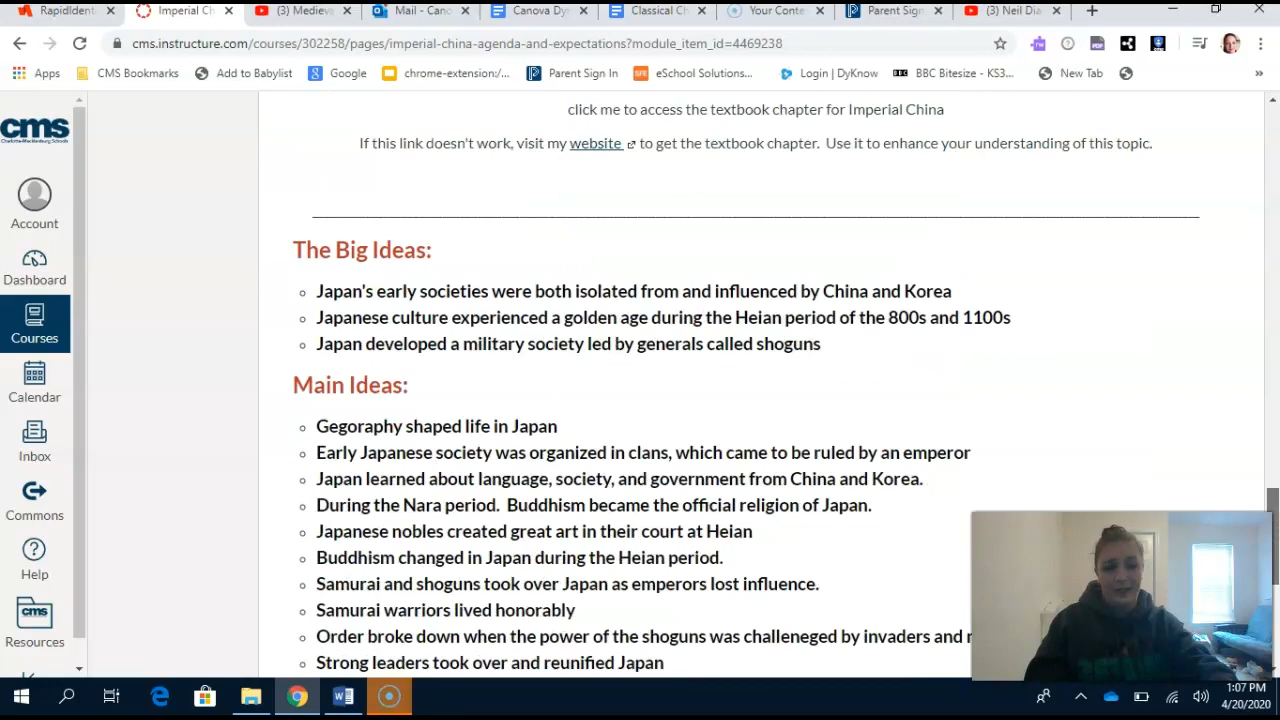 RapidIdent
Imperial Ch
(3) Mediev
Mail - Cano
Canova Dy
Classical Ch
Your Conte
Parent Sign
(3) Neil Dia
cms.instructure.com/courses/302258/pages/imperial-china-agenda-and-expectations?module_item_id=4469238
Apps
CMS Bookmarks
Add to Babylist
Google
chrome-extension:/...
Parent Sign In
eSchool Solutions...
Login | DyKnow
BBC Bitesize - KS3...
New Tab
»
cms
Charlotte-Mecklenburg Schools
Account
Dashboard
Courses
Calendar
Inbox
Commons
Help
cms
Resources
click me to access the textbook chapter for Imperial China
If this link doesn't work, visit my website to get the textbook chapter. Use it to enhance your understanding of this topic.
The Big Ideas:
Japan's early societies were both isolated from and influenced by China and Korea
Japanese culture experienced a golden age during the Heian period of the 800s and 1100s
Japan developed a military society led by generals called shoguns
Main Ideas:
Gegoraphy shaped life in Japan
Early Japanese society was organized in clans, which came to be ruled by an emperor
Japan learned about language, society, and government from China and Korea.
During the Nara period. Buddhism became the official religion of Japan.
Japanese nobles created great art in their court at Heian
Buddhism changed in Japan during the Heian period.
Samurai and shoguns took over Japan as emperors lost influence.
Samurai warriors lived honorably
Order broke down when the power of the shoguns was challeneged by invaders and r
Strong leaders took over and reunified Japan
1:07 PM
4/20/2020